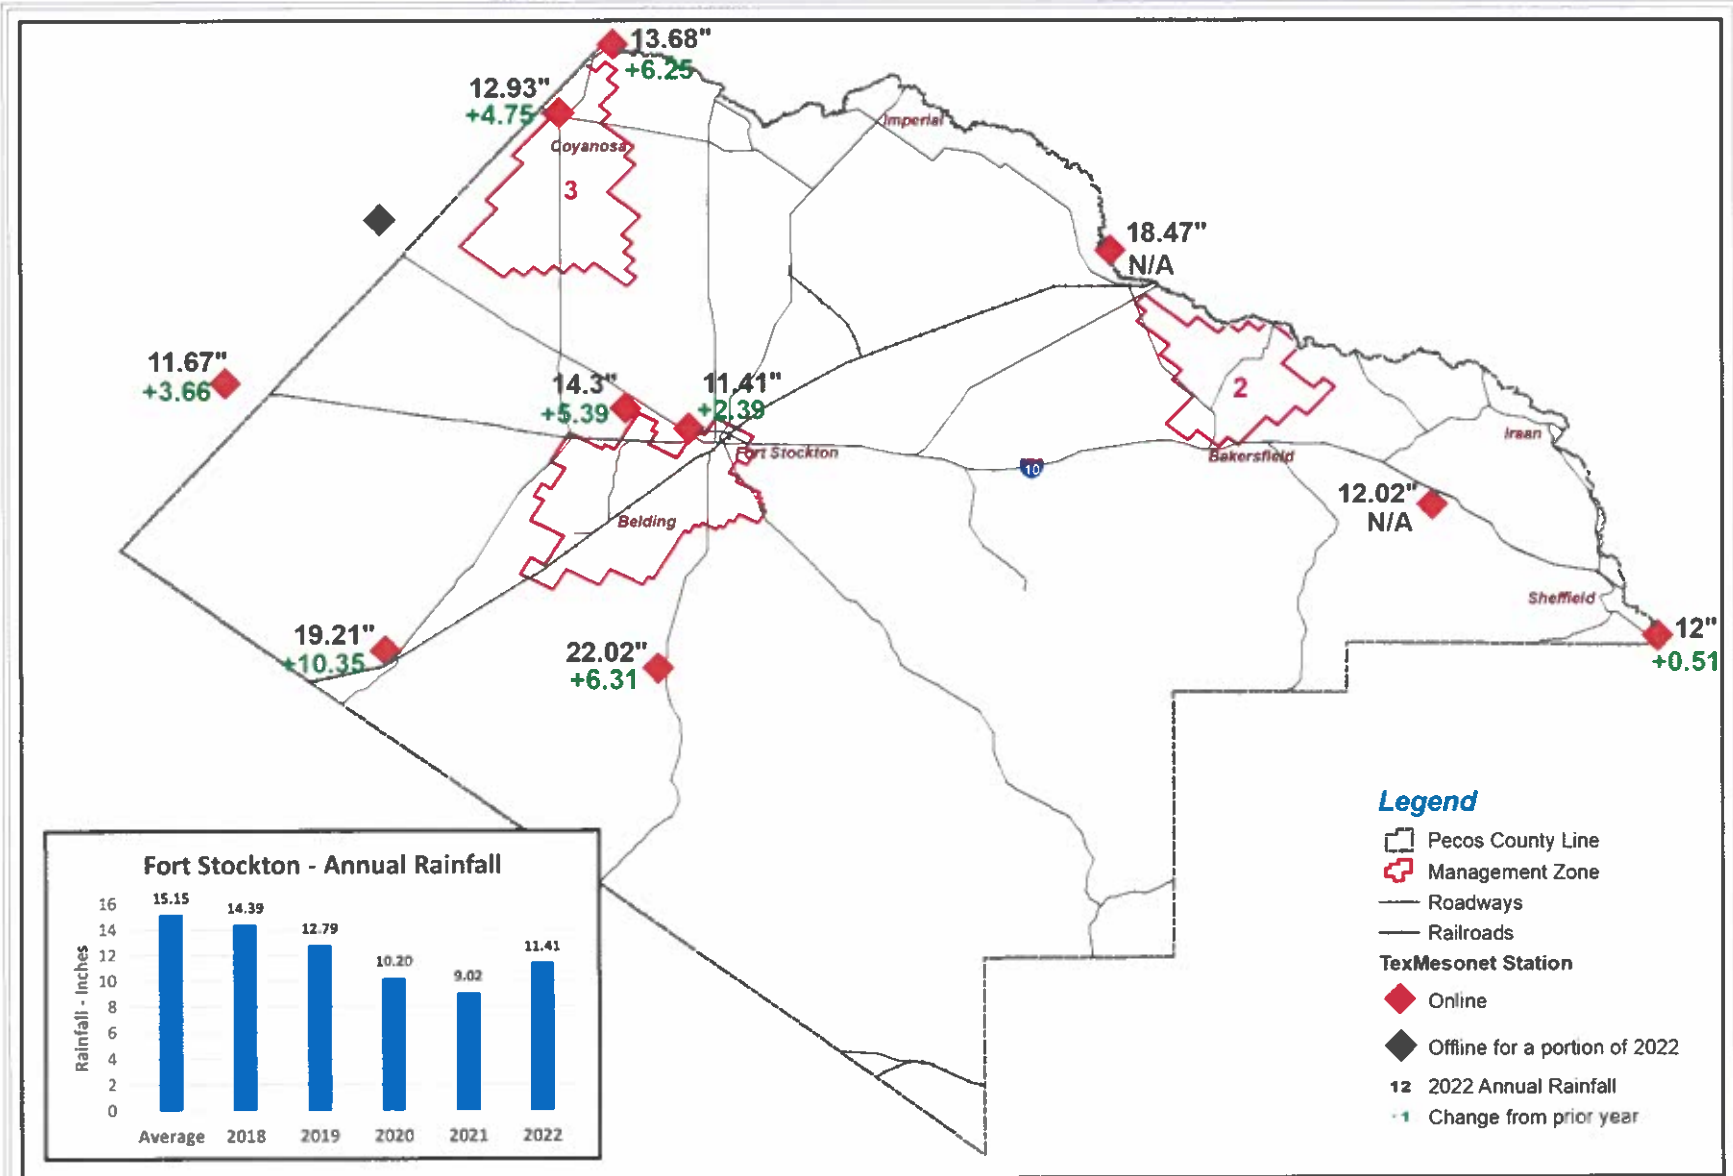 13.68"
+6.25
12.93"
+4.75
Coyanosa
3
Imperial
18.47"
N/A
11.67"
+3.66
14.3"
+5.39
11.41"
+2.39
2
Fort Stockton
10
Bakersfield
Iraan
12.02"
N/A
Belding
Sheffield
12"
+0.51
19.21"
+10.35
22.02"
+6.31
Legend
Pecos County Line
Management Zone
Roadways
Railroads
TexMesonet Station
Online
Offline for a portion of 2022
12 2022 Annual Rainfall
1 Change from prior year
Fort Stockton - Annual Rainfall
Rainfall - Inches
16
14
12
10
8
6
4
2
0
15.15
14.39
12.79
10.20
9.02
11.41
Average 2018 2019 2020 2021 2022